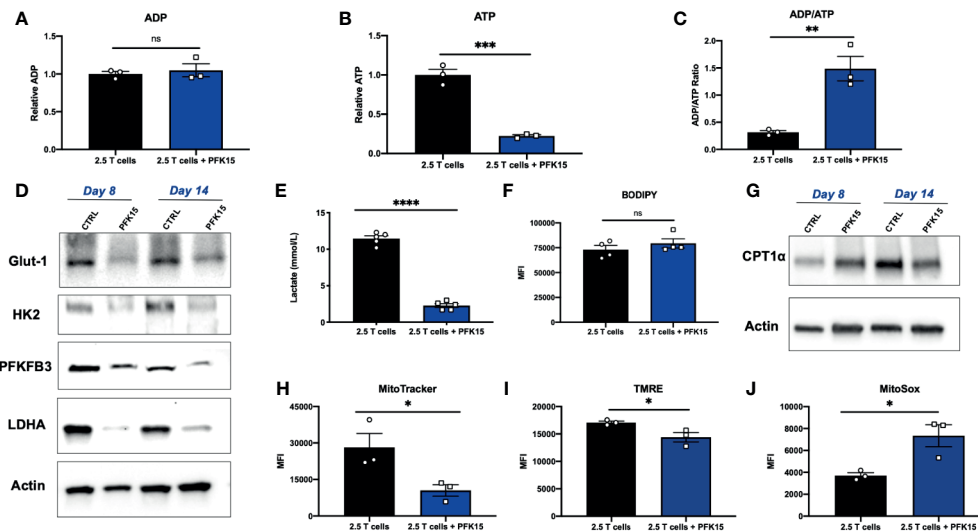 A
ADP
ns
Relative ADP
1.5
1.0
0.5
0.0
2.5 T cells
2.5 T cells + PFK15
B
ATP
***
Relative ATP
1.5
1.0
0.5
0.0
2.5 T cells
2.5 T cells + PFK15
C
ADP/ATP
**
ADP/ATP Ratio
2.0
1.5
1.0
0.5
0.0
2.5 T cells
2.5 T cells + PFK15
D
Day 8
Day 14
CTRL
PFK15
CTRL
PFK15
Glut-1
HK2
PFKFB3
LDHA
Actin
E
****
Lactate (mmol/L)
15
10
5
0
2.5 T cells
2.5 T cells + PFK15
F
BODIPY
ns
MFI
100000
75000
50000
25000
0
2.5 T cells
2.5 T cells + PFK15
G
Day 8
Day 14
CTRL
PFK15
CTRL
PFK15
CPT1α
Actin
H
MitoTracker
*
MFI
45000
30000
15000
0
2.5 T cells
2.5 T cells + PFK15
I
TMRE
*
MFI
20000
15000
10000
5000
0
2.5 T cells
2.5 T cells + PFK15
J
MitoSox
*
MFI
10000
8000
6000
4000
2000
0
2.5 T cells
2.5 T cells + PFK15